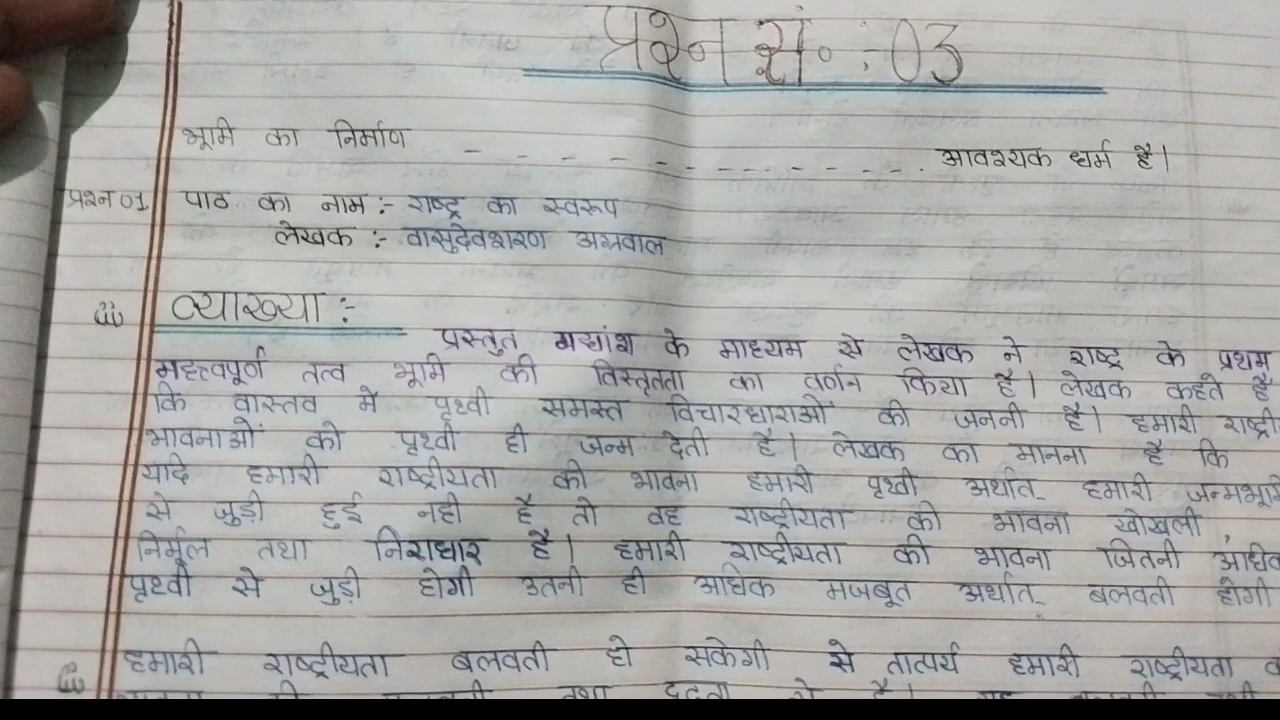 प्रश्न सं० :- 03
भूमि का निर्माण - - - - - - - - - - - - - - - . आवश्यक धर्म है।
प्रश्न 01 पाठ का नाम :- राष्ट्र का स्वरूप
लेखक :- वासुदेवशरण अग्रवाल
(ii) व्याख्या :-
प्रस्तुत गद्यांश के माध्यम से लेखक ने राष्ट्र के प्रथम
महत्त्वपूर्ण तत्व भूमि की विस्तृतता का वर्णन किया है। लेखक कहते है
कि वास्तव मे पृथ्वी समस्त विचारधाराओं की जननी है। हमारी राष्ट्री
भावनाओं को पृथ्वी ही जन्म देती है। लेखक का मानना है कि
यदि हमारी राष्ट्रीयता की भावना हमारी पृथ्वी अर्थात् हमारी जन्मभूमि
से जुड़ी हुई नही है तो वह राष्ट्रीयता की भावना खोखली,
निर्मूल तथा निराधार है। हमारी राष्ट्रीयता की भावना जितनी अधिक
पृथ्वी से जुड़ी होगी उतनी ही अधिक मजबूत अर्थात् बलवती होगी
हमारी राष्ट्रीयता बलवती हो सकेगी से तात्पर्य हमारी राष्ट्रीयता
तथा दृढता से है।